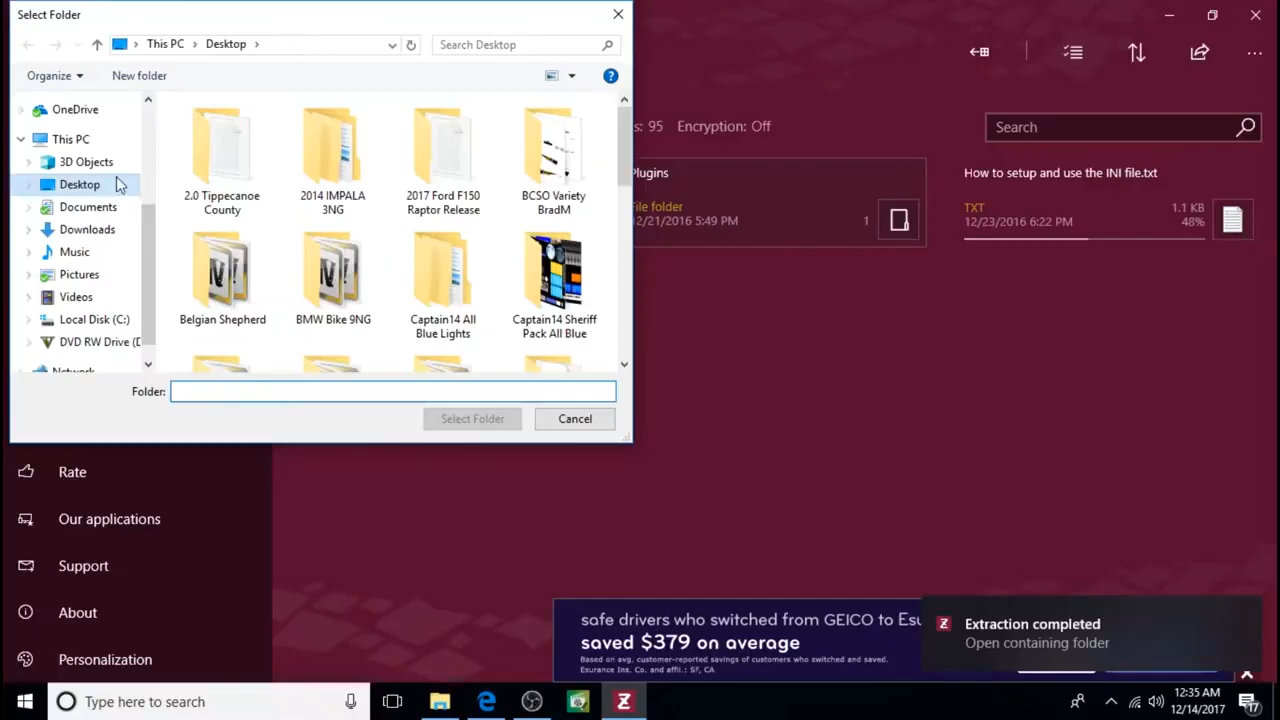 Select Folder
This PC
Desktop
Search Desktop
Organize
New folder
OneDrive
This PC
3D Objects
Desktop
Documents
Downloads
Music
Pictures
Videos
Local Disk (C:)
DVD RW Drive (D
Network
2.0 Tippecanoe
County
2014 IMPALA
3NG
2017 Ford F150
Raptor Release
BCSO Variety
BradM
Belgian Shepherd
BMW Bike 9NG
Captain14 All
Blue Lights
Captain14 Sheriff
Pack All Blue
Folder:
Select Folder
Cancel
s: 95 Encryption: Off
Search
Plugins
File folder
12/21/2016 5:49 PM
1
How to setup and use the INI file.txt
TXT
1.1 KB
12/23/2016 6:22 PM
48%
Rate
Our applications
Support
About
Personalization
safe drivers who switched from GEICO to Esu
saved $379 on average
Based on avg. customer-reported savings of customers who switched and saved.
Esurance Ins. Co. and affil.: SF, CA
Extraction completed
Open containing folder
Type here to search
12:35 AM
12/14/2017
17